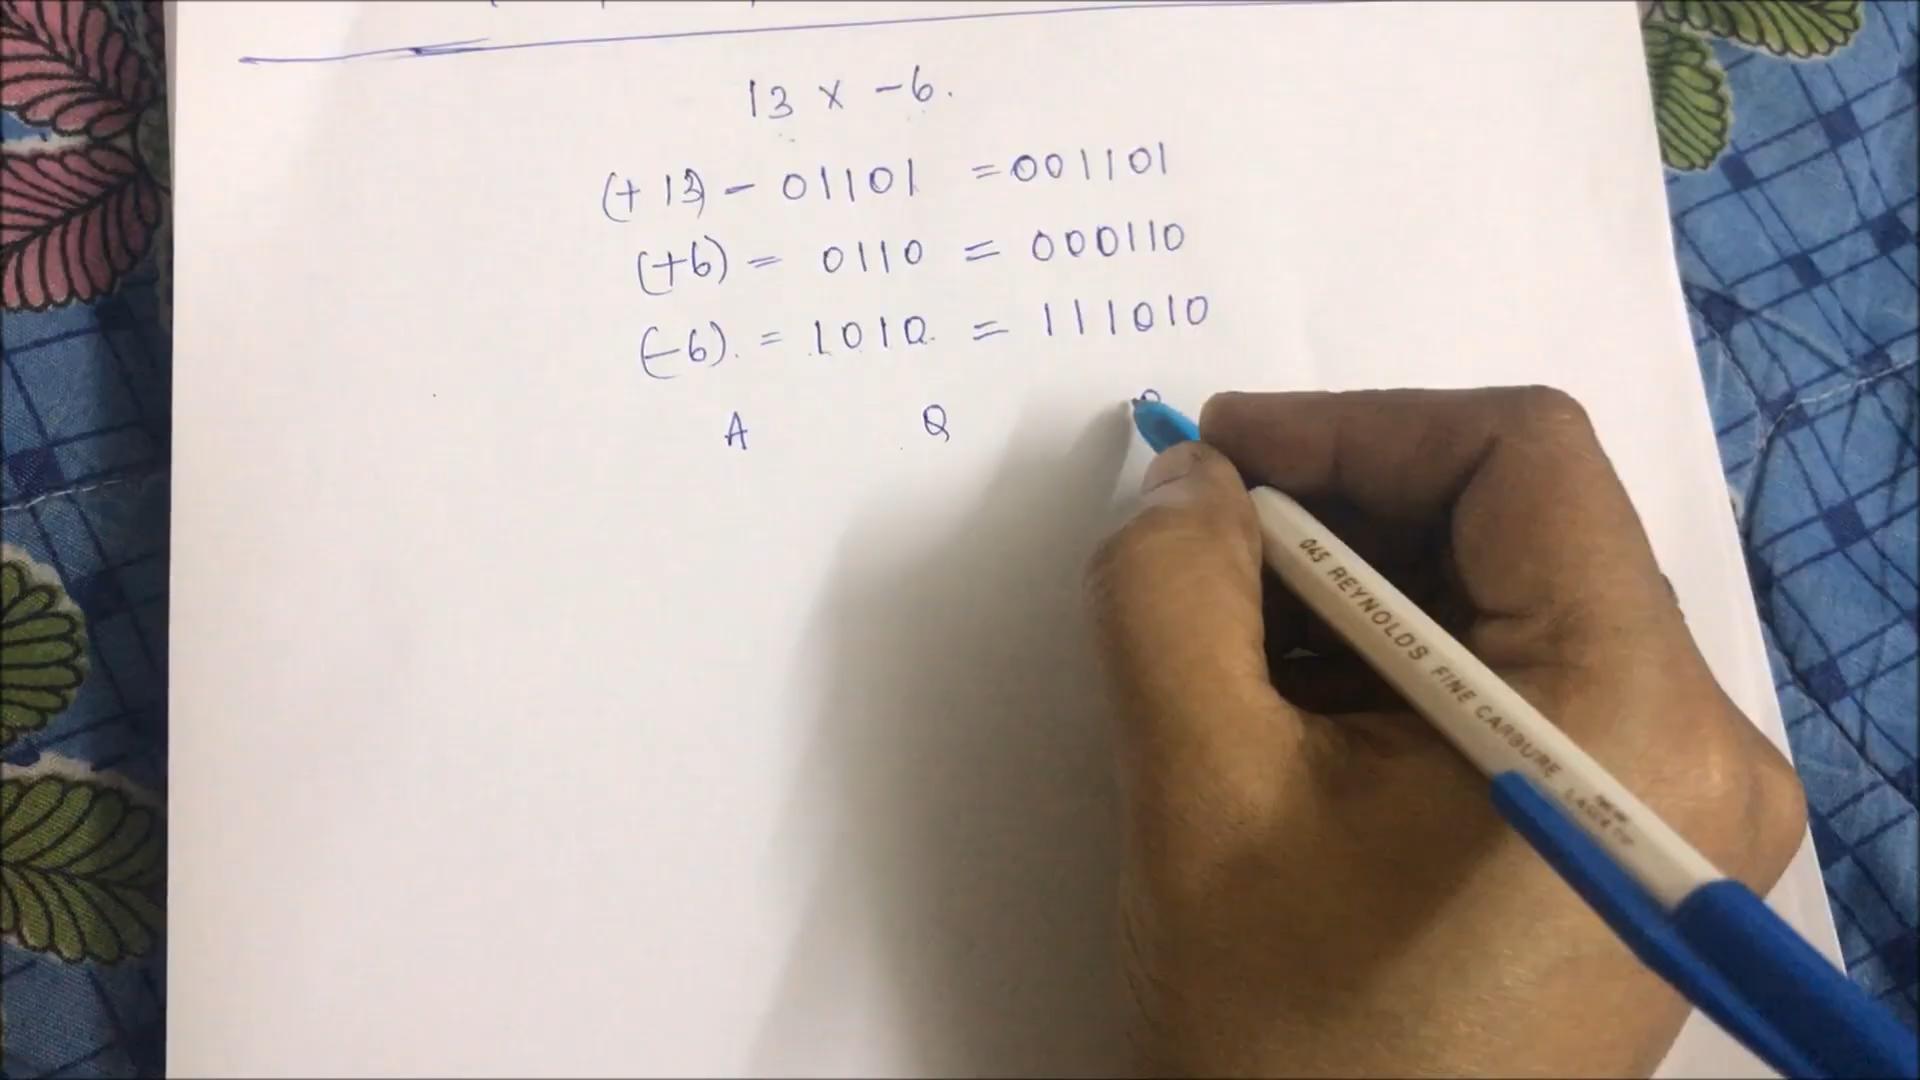 13 x -6.
(+ 13) - 01101 = 001101
(+6) = 0110 = 000110
(-6). = 1010. = 111010
A Q
045 REYNOLDS FINE CARBURE